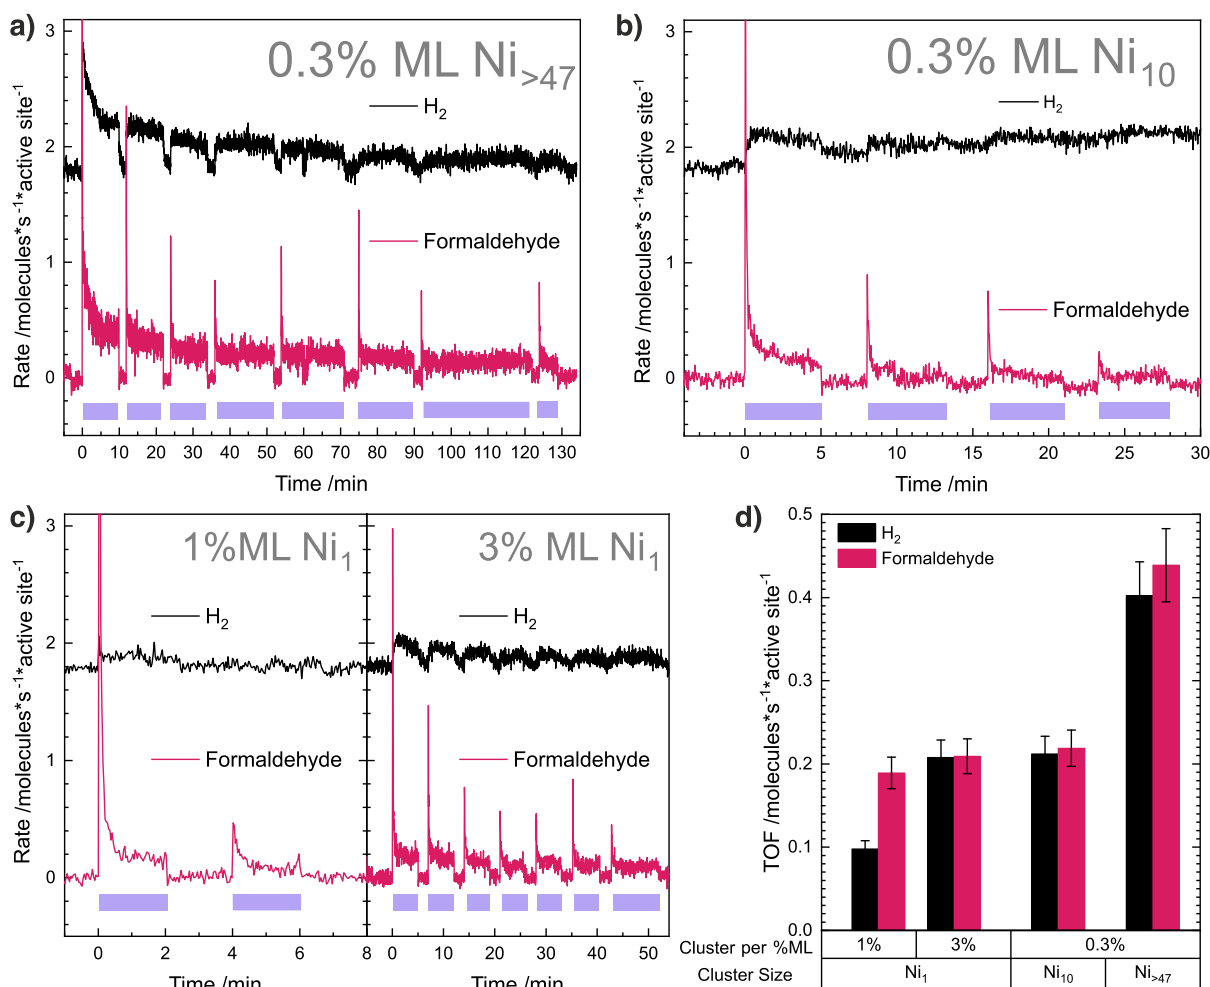 a)
0.3% ML Ni>47
H2
Formaldehyde
Rate /molecules*s-1*active site-1
3
2
1
0
0 10 20 30 40 50 60 70 80 90 100 110 120 130
Time /min
b)
0.3% ML Ni10
H2
Formaldehyde
Rate /molecules*s-1*active site-1
3
2
1
0
0 5 10 15 20 25 30
Time /min
c)
1%ML Ni1
H2
Formaldehyde
3% ML Ni1
H2
Formaldehyde
Rate /molecules*s-1*active site-1
3
2
1
0
0 2 4 6 8
0 10 20 30 40 50
Time /min
Time /min
d)
H2
Formaldehyde
TOF /molecules*s-1*active site-1
0.5
0.4
0.3
0.2
0.1
0.0
Cluster per %ML 1% 3% 0.3%
Cluster Size Ni1 Ni10 Ni>47